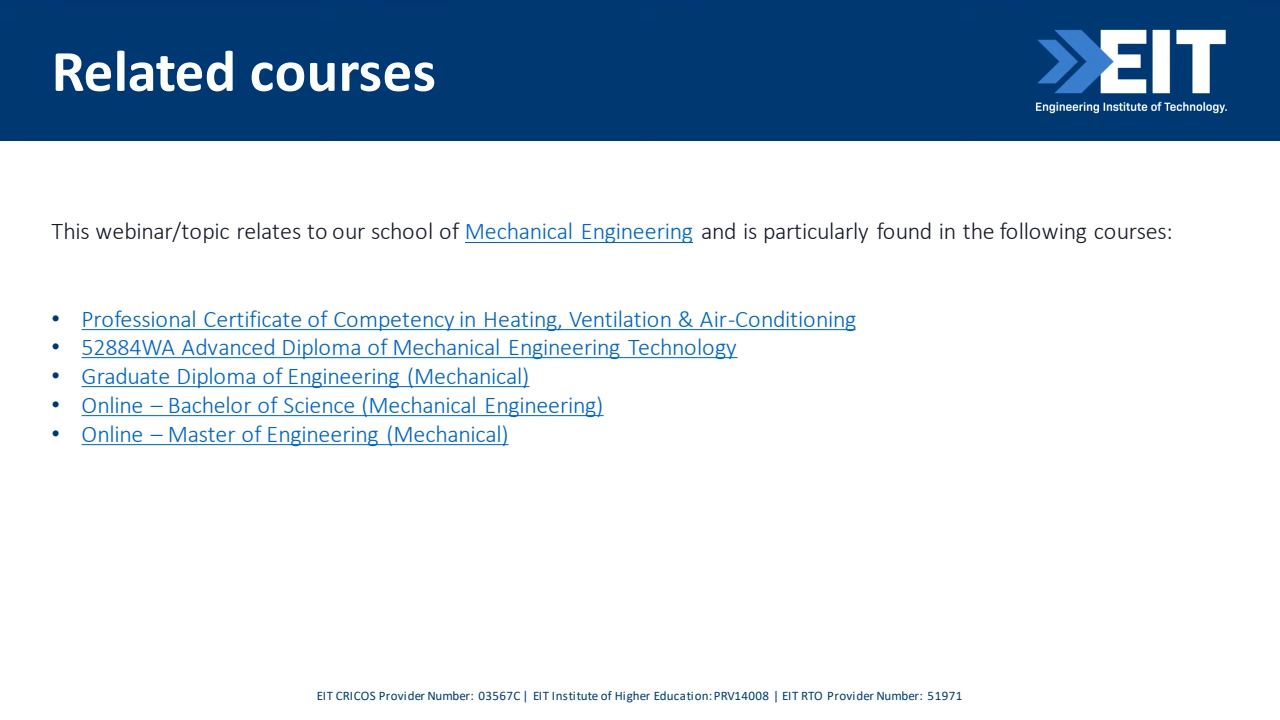 Related courses
EIT
Engineering Institute of Technology.
This webinar/topic relates to our school of Mechanical Engineering and is particularly found in the following courses:
• Professional Certificate of Competency in Heating, Ventilation & Air-Conditioning
• 52884WA Advanced Diploma of Mechanical Engineering Technology
• Graduate Diploma of Engineering (Mechanical)
• Online – Bachelor of Science (Mechanical Engineering)
• Online – Master of Engineering (Mechanical)
EIT CRICOS Provider Number: 03567C | EIT Institute of Higher Education: PRV14008 | EIT RTO Provider Number: 51971